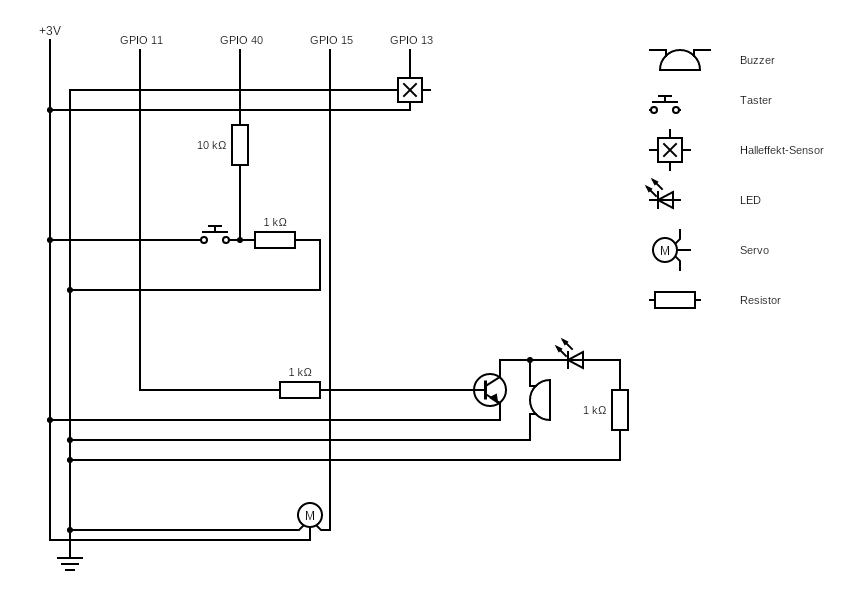 +3V
GPIO 11
GPIO 40
GPIO 15
GPIO 13
Buzzer
Taster
10 kΩ
Halleffekt-Sensor
LED
1 kΩ
M
Servo
Resistor
1 kΩ
1 kΩ
M